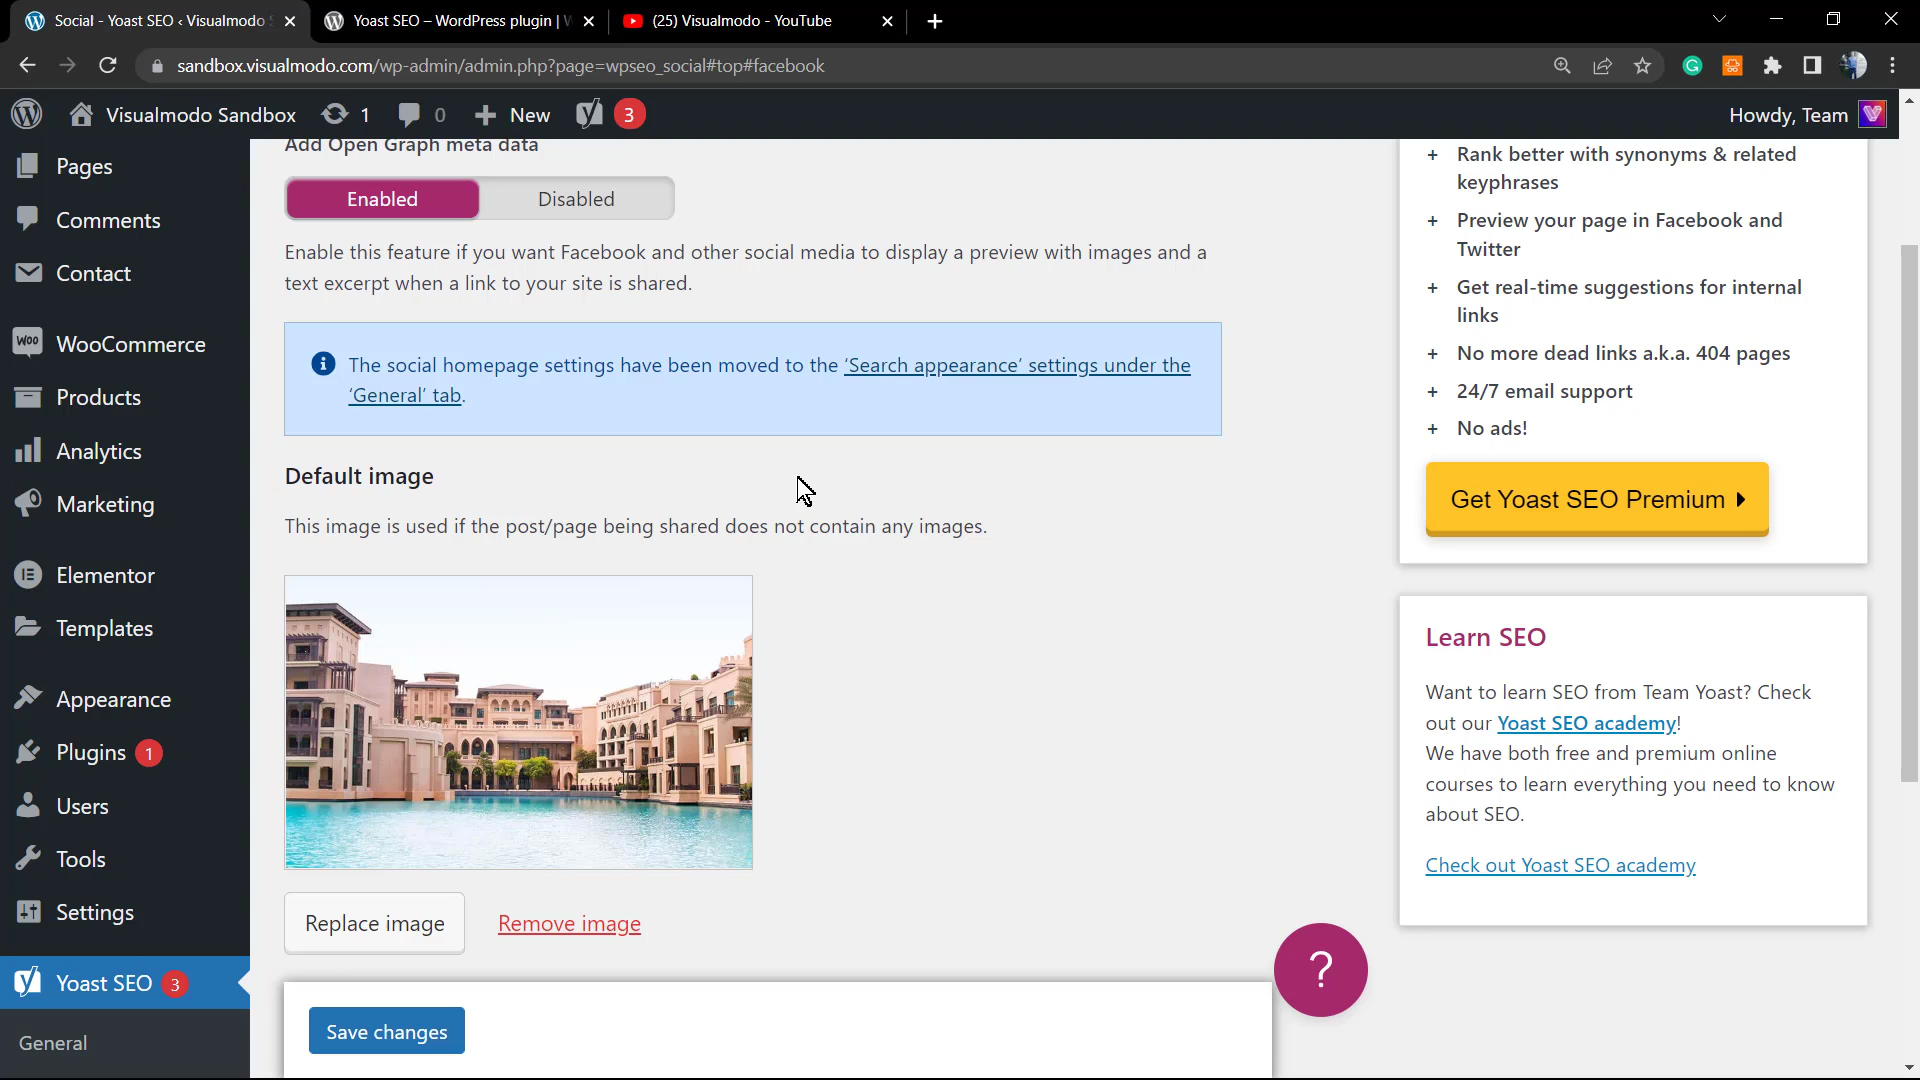 Social - Yoast SEO ‹ Visualmodo S
Yoast SEO – WordPress plugin | W
(25) Visualmodo - YouTube
sandbox.visualmodo.com/wp-admin/admin.php?page=wpseo_social#top#facebook
Visualmodo Sandbox
1
0
New
3
Howdy, Team
Pages
Comments
Contact
WooCommerce
Products
Analytics
Marketing
Elementor
Templates
Appearance
Plugins 1
Users
Tools
Settings
Yoast SEO 3
General
Add Open Graph meta data
Enabled
Disabled
Enable this feature if you want Facebook and other social media to display a preview with images and a
text excerpt when a link to your site is shared.
The social homepage settings have been moved to the ‘Search appearance’ settings under the
‘General’ tab.
Default image
This image is used if the post/page being shared does not contain any images.
Replace image
Remove image
Save changes
+ Rank better with synonyms & related
keyphrases
+ Preview your page in Facebook and
Twitter
+ Get real-time suggestions for internal
links
+ No more dead links a.k.a. 404 pages
+ 24/7 email support
+ No ads!
Get Yoast SEO Premium
Learn SEO
Want to learn SEO from Team Yoast? Check
out our Yoast SEO academy!
We have both free and premium online
courses to learn everything you need to know
about SEO.
Check out Yoast SEO academy
?